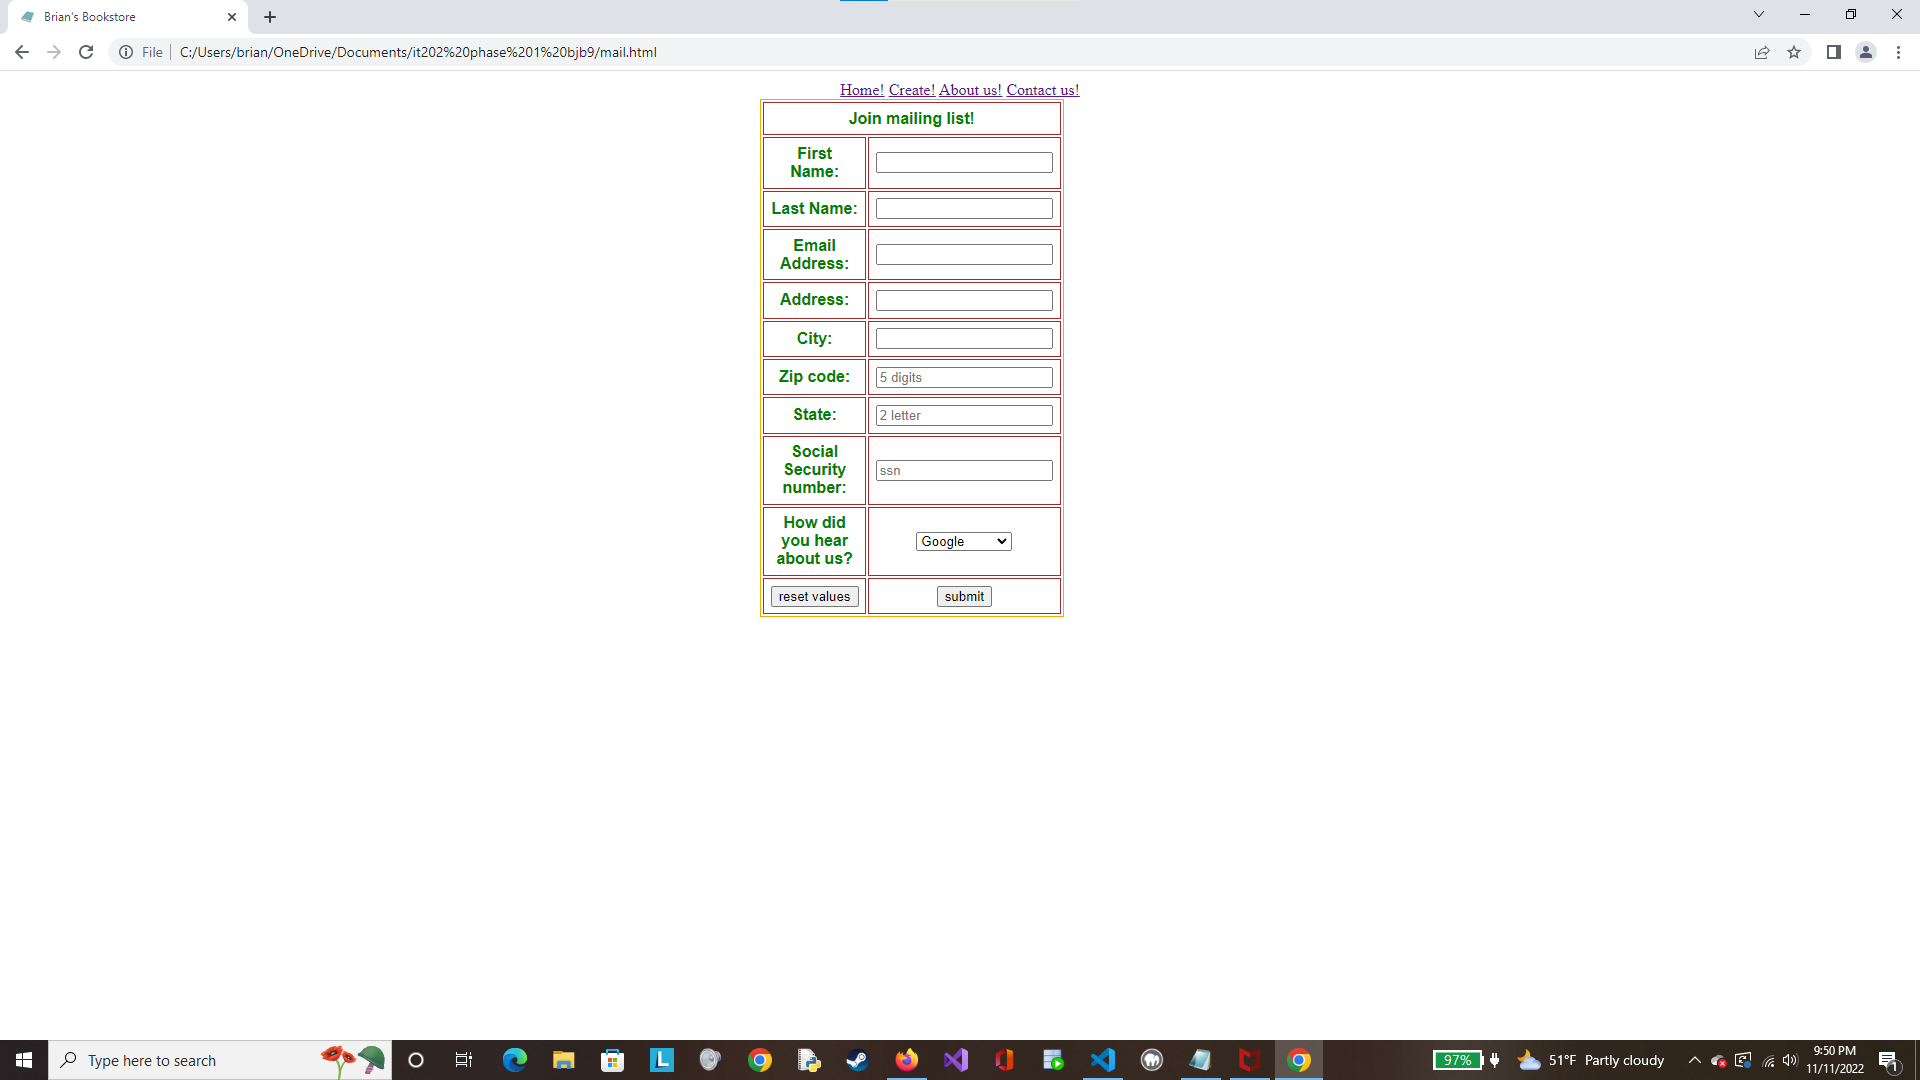 Brian's Bookstore
File
C:/Users/brian/OneDrive/Documents/it202%20phase%201%20bjb9/mail.html
Home! Create! About us! Contact us!
Join mailing list!
First
Name:
Last Name:
Email
Address:
Address:
City:
Zip code:
5 digits
State:
2 letter
Social
Security
number:
ssn
How did
you hear
about us?
Google
reset values
submit
Type here to search
L
97%
51°F Partly cloudy
9:50 PM
11/11/2022
1